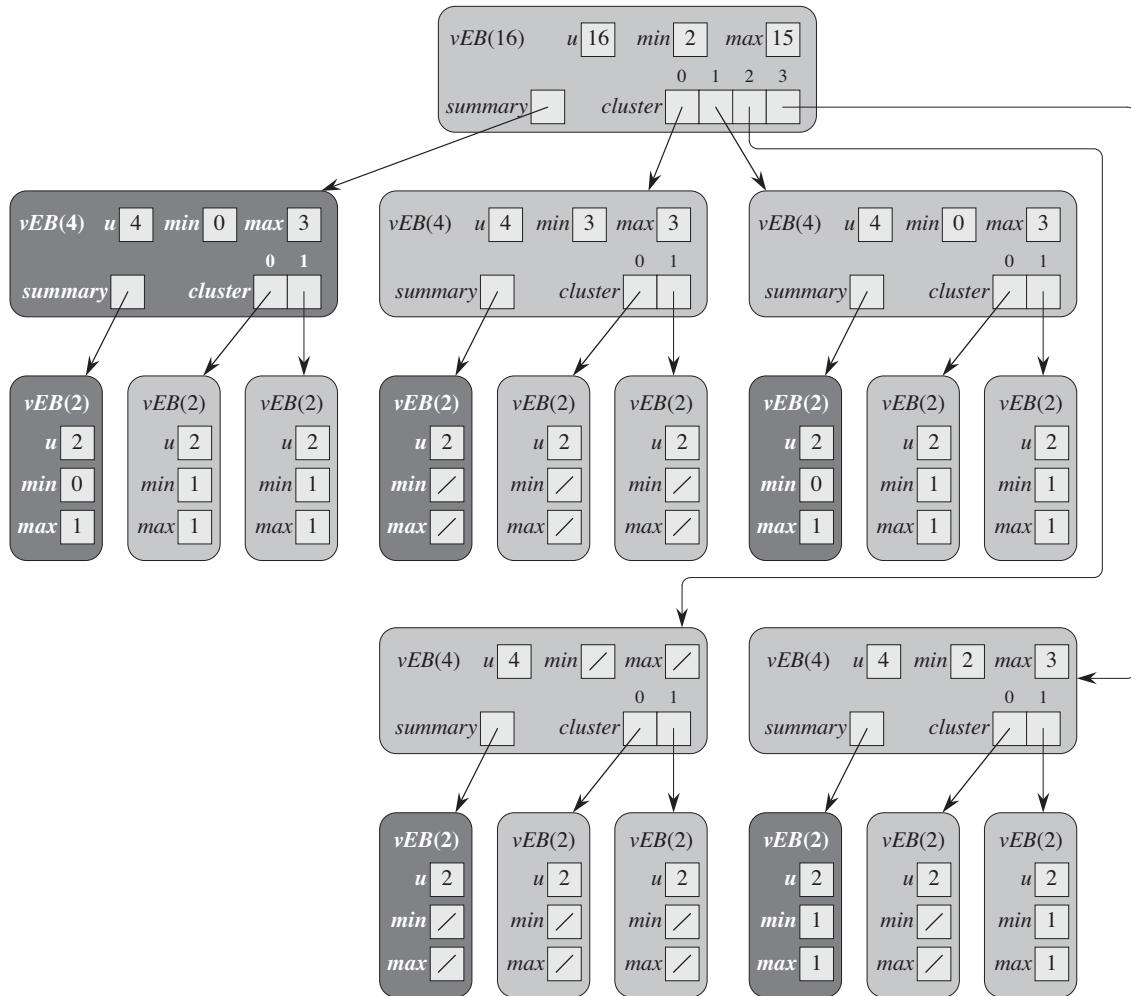 vEB(16) u 16 min 2 max 15
0 1 2 3
summary cluster
vEB(4) u 4 min 0 max 3
0 1
summary cluster
vEB(4) u 4 min 3 max 3
0 1
summary cluster
vEB(4) u 4 min 0 max 3
0 1
summary cluster
vEB(2) vEB(2) vEB(2)
u 2 u 2 u 2
min 0 min 1 min 1
max 1 max 1 max 1
vEB(2) vEB(2) vEB(2)
u 2 u 2 u 2
min / min / min /
max / max / max /
vEB(2) vEB(2) vEB(2)
u 2 u 2 u 2
min 0 min 1 min 1
max 1 max 1 max 1
vEB(4) u 4 min / max /
0 1
summary cluster
vEB(4) u 4 min 2 max 3
0 1
summary cluster
vEB(2) vEB(2) vEB(2)
u 2 u 2 u 2
min / min / min /
max / max / max /
vEB(2) vEB(2) vEB(2)
u 2 u 2 u 2
min 1 min / min 1
max 1 max / max 1